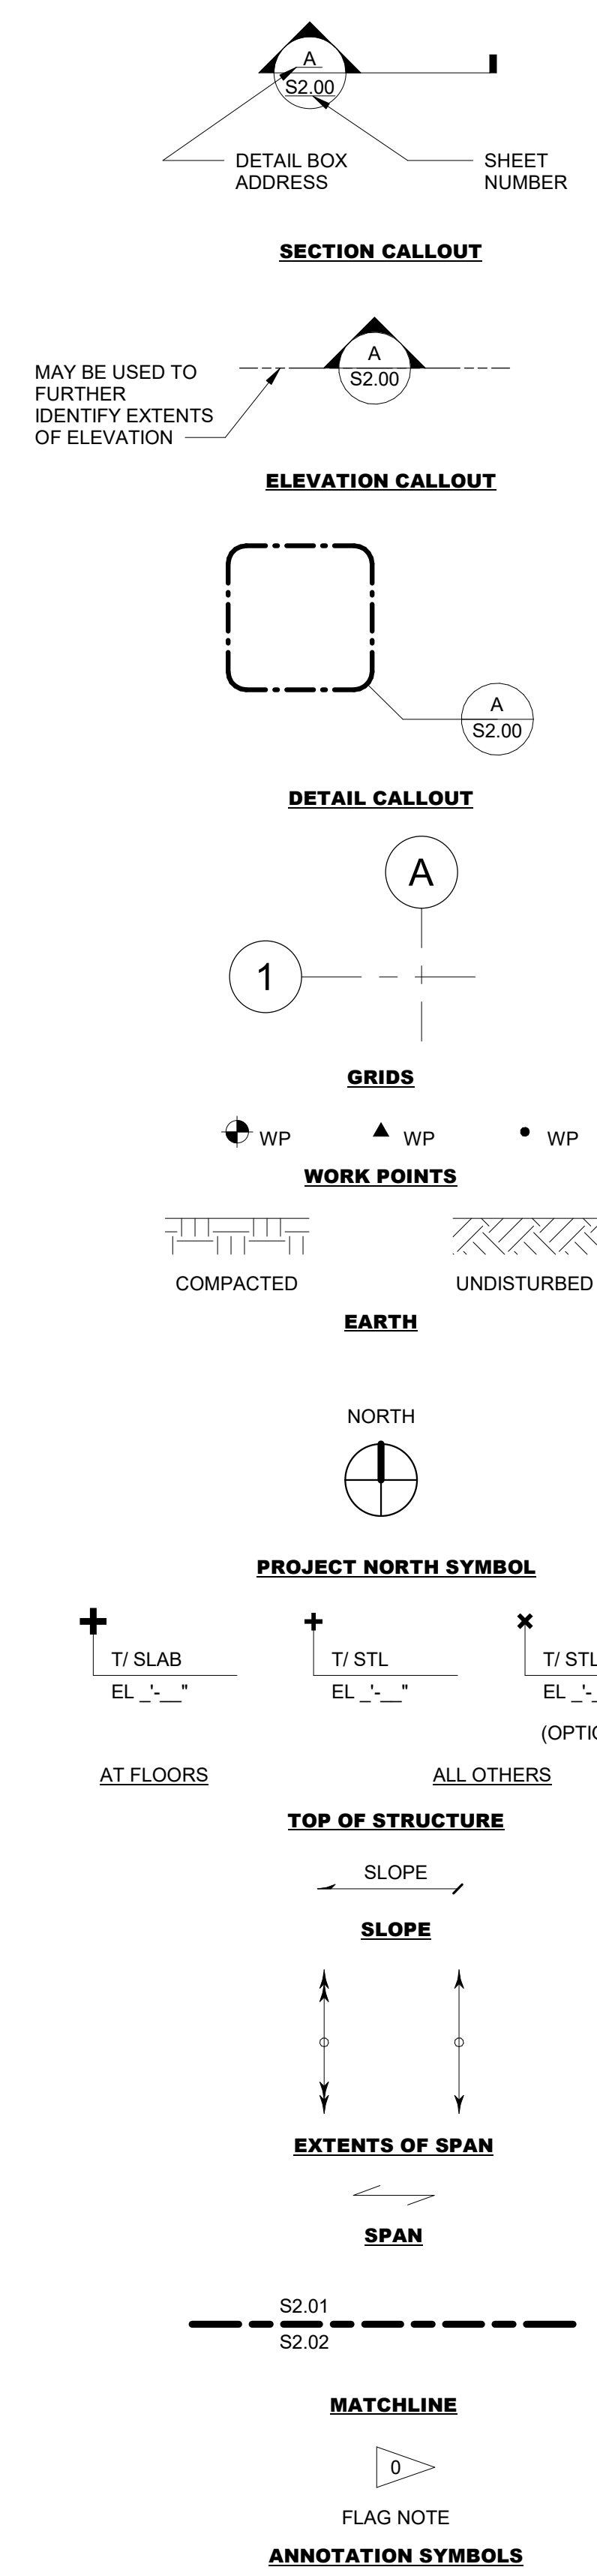 A
S2.00
DETAIL BOX
ADDRESS
SHEET
NUMBER
SECTION CALLOUT
A
S2.00
MAY BE USED TO
FURTHER
IDENTIFY EXTENTS
OF ELEVATION
ELEVATION CALLOUT
A
S2.00
DETAIL CALLOUT
A
1
GRIDS
WP WP WP
WORK POINTS
COMPACTED UNDISTURBED
EARTH
NORTH
PROJECT NORTH SYMBOL
T/ SLAB T/ STL T/ STL
EL _'-__" EL _'-__" EL _'-_
AT FLOORS ALL OTHERS
TOP OF STRUCTURE
SLOPE
SLOPE
EXTENTS OF SPAN
SPAN
S2.01
S2.02
MATCHLINE
0
FLAG NOTE
ANNOTATION SYMBOLS